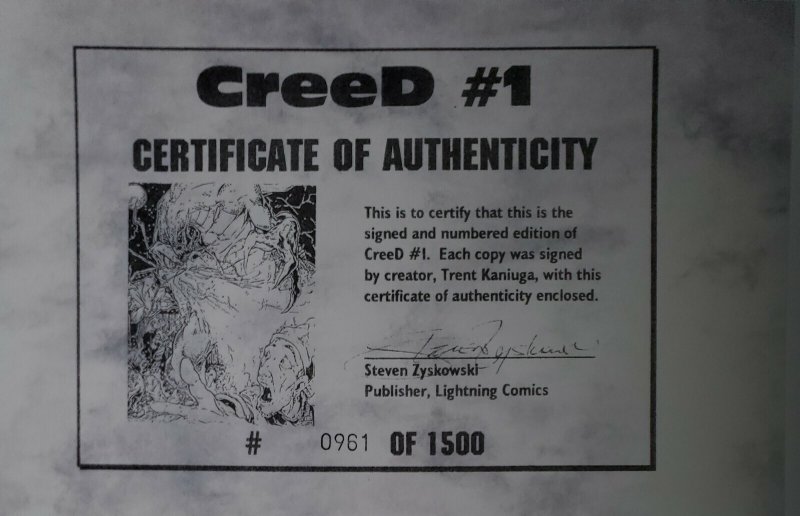 CreeD #1
CERTIFICATE OF AUTHENTICITY
This is to certify that this is the
signed and numbered edition of
CreeD #1. Each copy was signed
by creator, Trent Kaniuga, with this
certificate of authenticity enclosed.
Steven Zyskowski
Publisher, Lightning Comics
# 0961 OF 1500